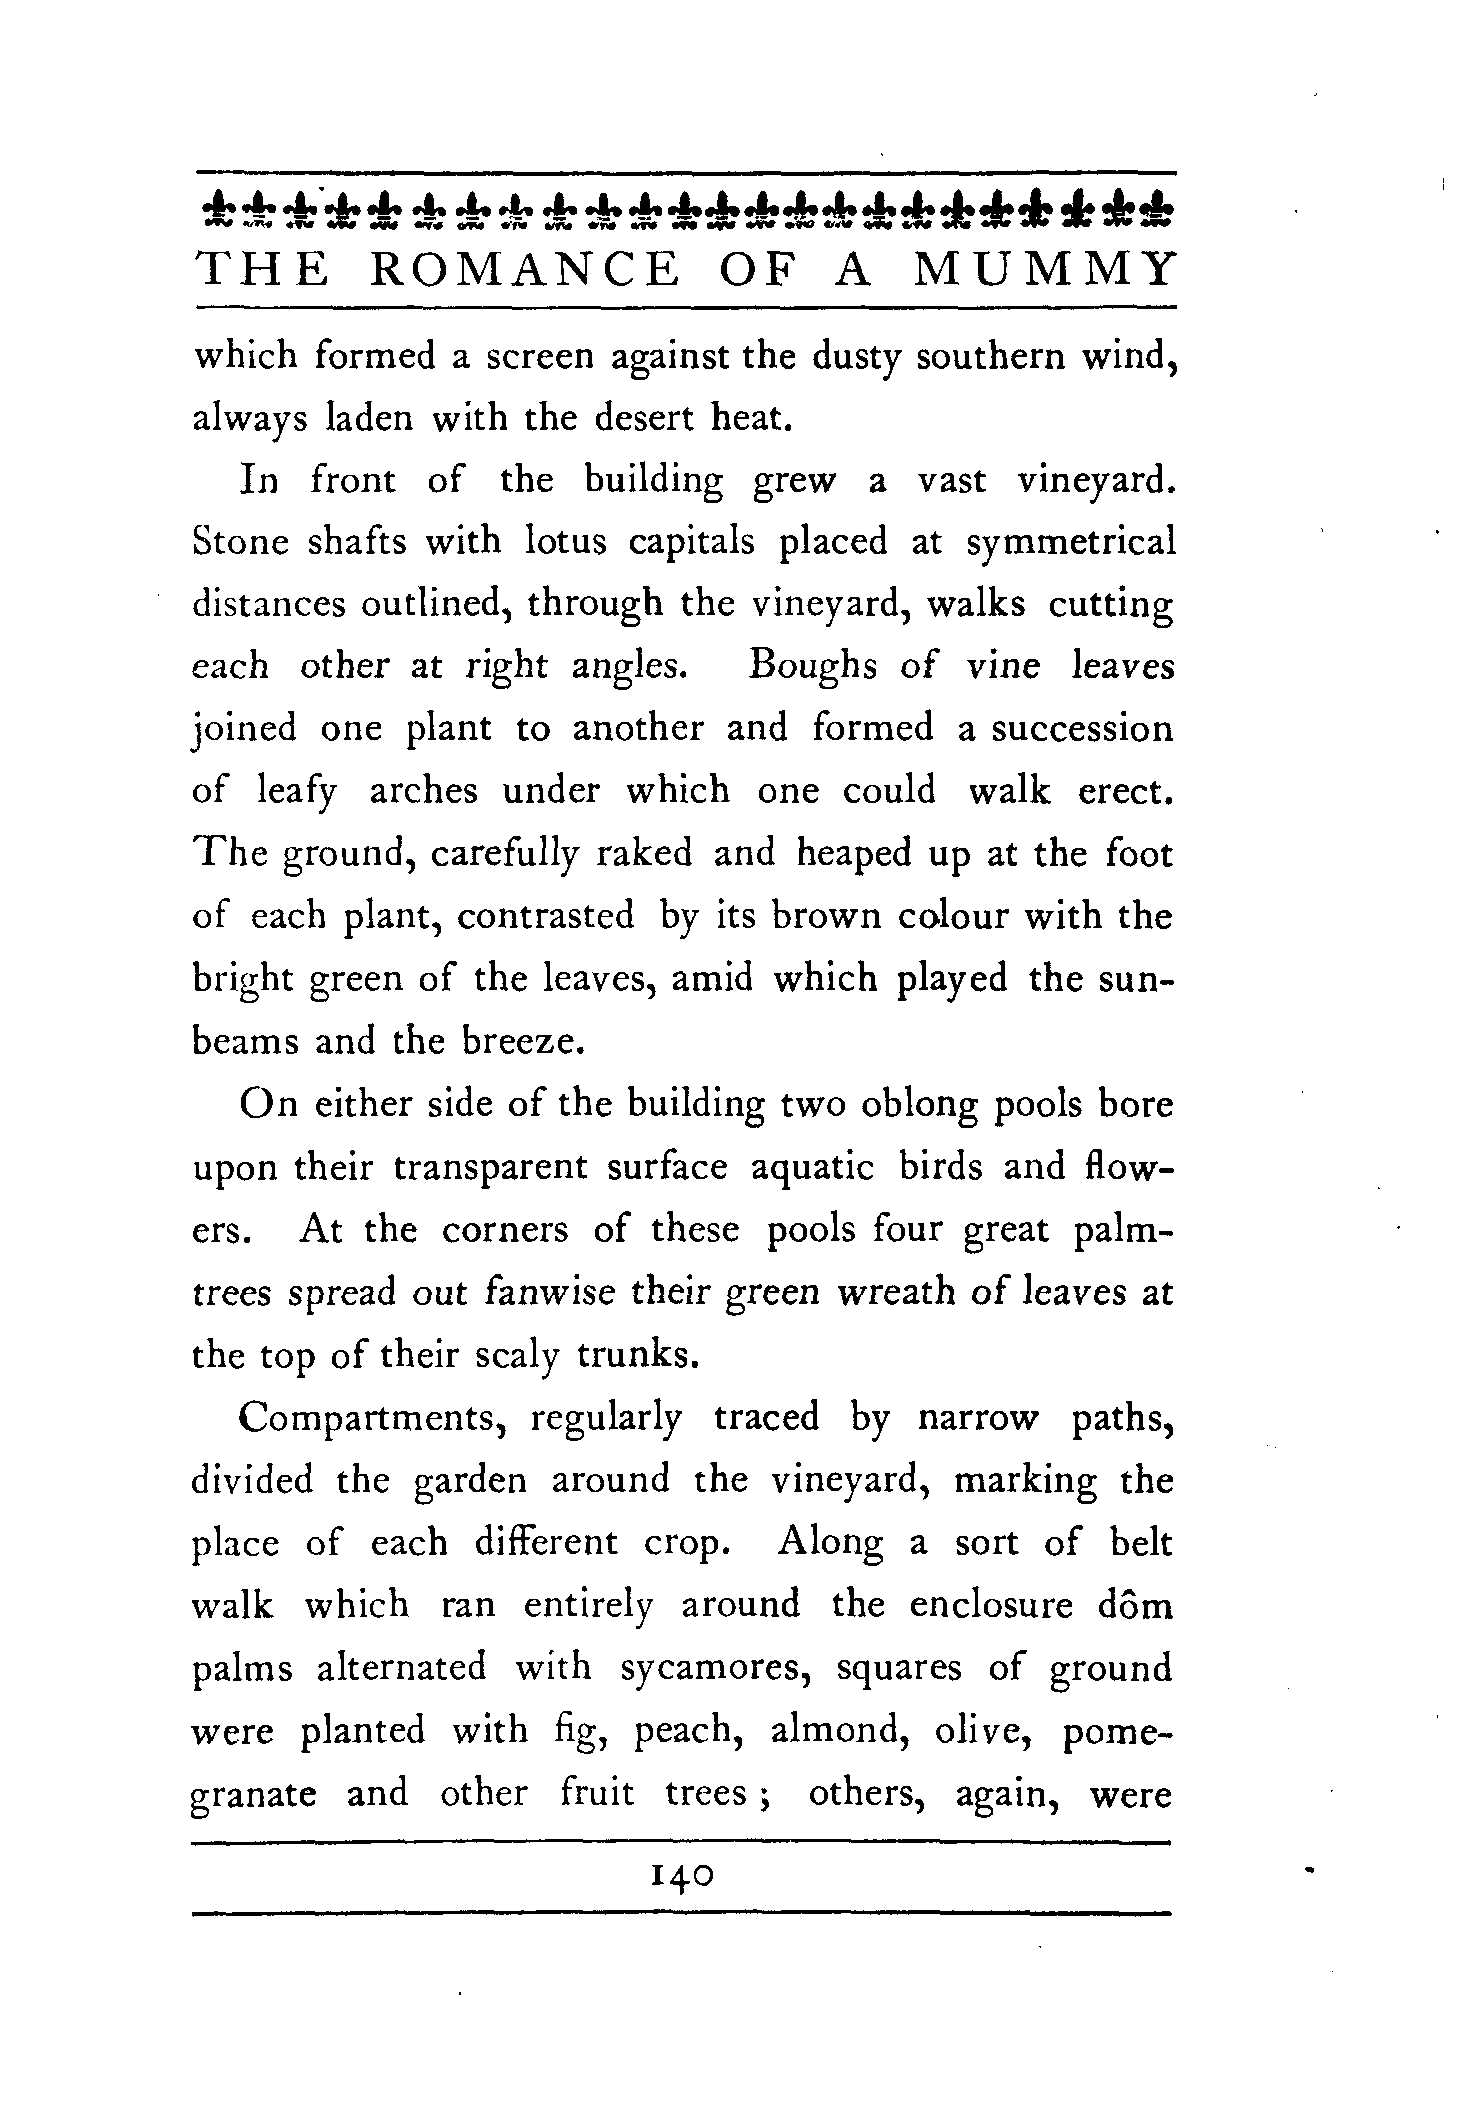 THE ROMANCE OF A MUMMY
which formed a screen against the dusty southern wind,
always laden with the desert heat.
In front of the building grew a vast vineyard.
Stone shafts with lotus capitals placed at symmetrical
distances outlined, through the vineyard, walks cutting
each other at right angles. Boughs of vine leaves
joined one plant to another and formed a succession
of leafy arches under which one could walk erect.
The ground, carefully raked and heaped up at the foot
of each plant, contrasted by its brown colour with the
bright green of the leaves, amid which played the sun-
beams and the breeze.
On either side of the building two oblong pools bore
upon their transparent surface aquatic birds and flow-
ers. At the corners of these pools four great palm-
trees spread out fanwise their green wreath of leaves at
the top of their scaly trunks.
Compartments, regularly traced by narrow paths,
divided the garden around the vineyard, marking the
place of each different crop. Along a sort of belt
walk which ran entirely around the enclosure dôm
palms alternated with sycamores, squares of ground
were planted with fig, peach, almond, olive, pome-
granate and other fruit trees ; others, again, were
140